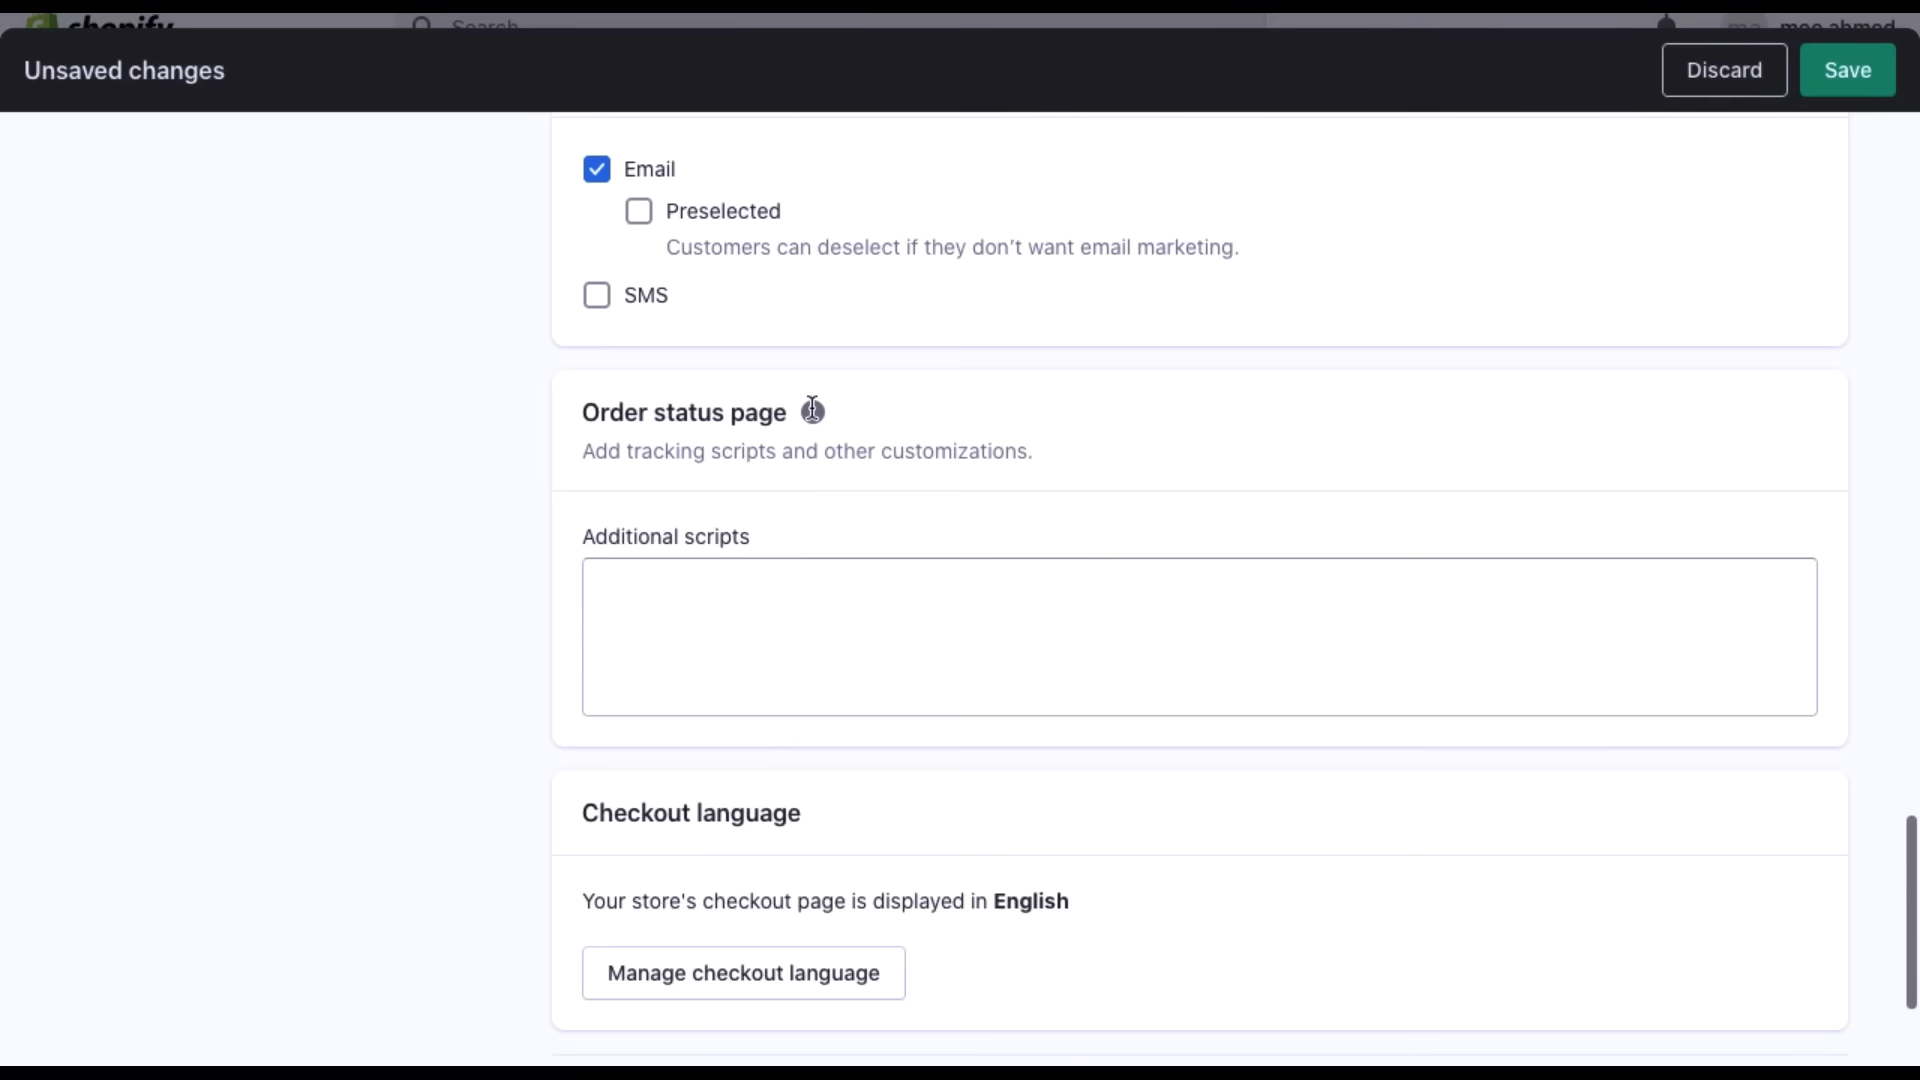 shopify
Search
moe ahmed
Unsaved changes
Discard
Save
Email
Preselected
Customers can deselect if they don’t want email marketing.
SMS
Order status page
Add tracking scripts and other customizations.
Additional scripts
Checkout language
Your store's checkout page is displayed in English
Manage checkout language